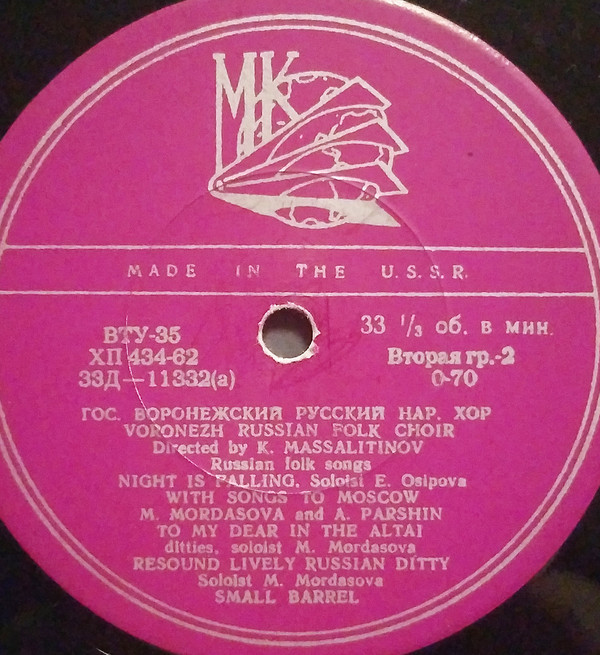 МК
MADE IN THE U.S.S.R.
ВТУ-35
ХП 434-62
33Д—11332(а)
33 1/3 об. в мин.
Вторая гр.-2
0-70
ГОС. ВОРОНЕЖСКИЙ РУССКИЙ НАР. ХОР
VORONEZH RUSSIAN FOLK CHOIR
Directed by K. MASSALITINOV
Russian folk songs
NIGHT IS FALLING. Soloist E. Osipova
WITH SONGS TO MOSCOW
M. MORDASOVA and A. PARSHIN
TO MY DEAR IN THE ALTAI
ditties, soloist M. Mordasova
RESOUND LIVELY RUSSIAN DITTY
Soloist M. Mordasova
SMALL BARREL